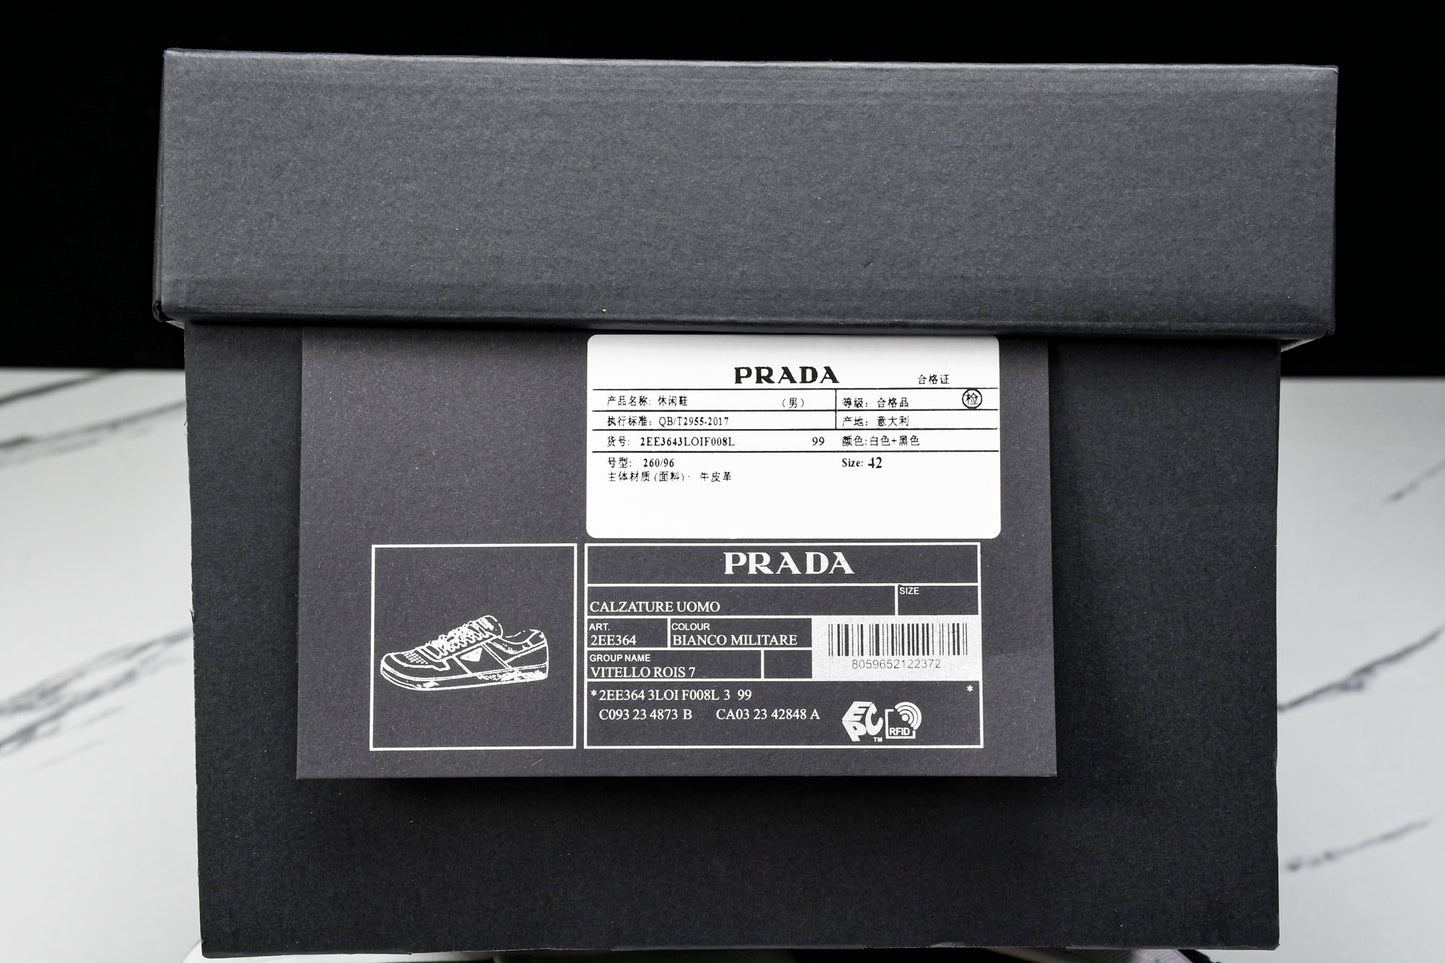 PRADA
合格证
产品名称: 休闲鞋 (男) 等级: 合格品 检
执行标准: QB/T2955-2017 产地: 意大利
货号: 2EE3643LOIF008L 99 颜色:白色+黑色
号型: 260/96 Size: 42
主体材质(面料): 牛皮革
PRADA
SIZE
CALZATURE UOMO
ART. COLOUR
2EE364 BIANCO MILITARE
GROUP NAME
VITELLO ROIS 7
8059652122372
*2EE364 3LOI F008L 3 99 *
C093 23 4873 B CA03 23 42848 A
EPC TM RFID